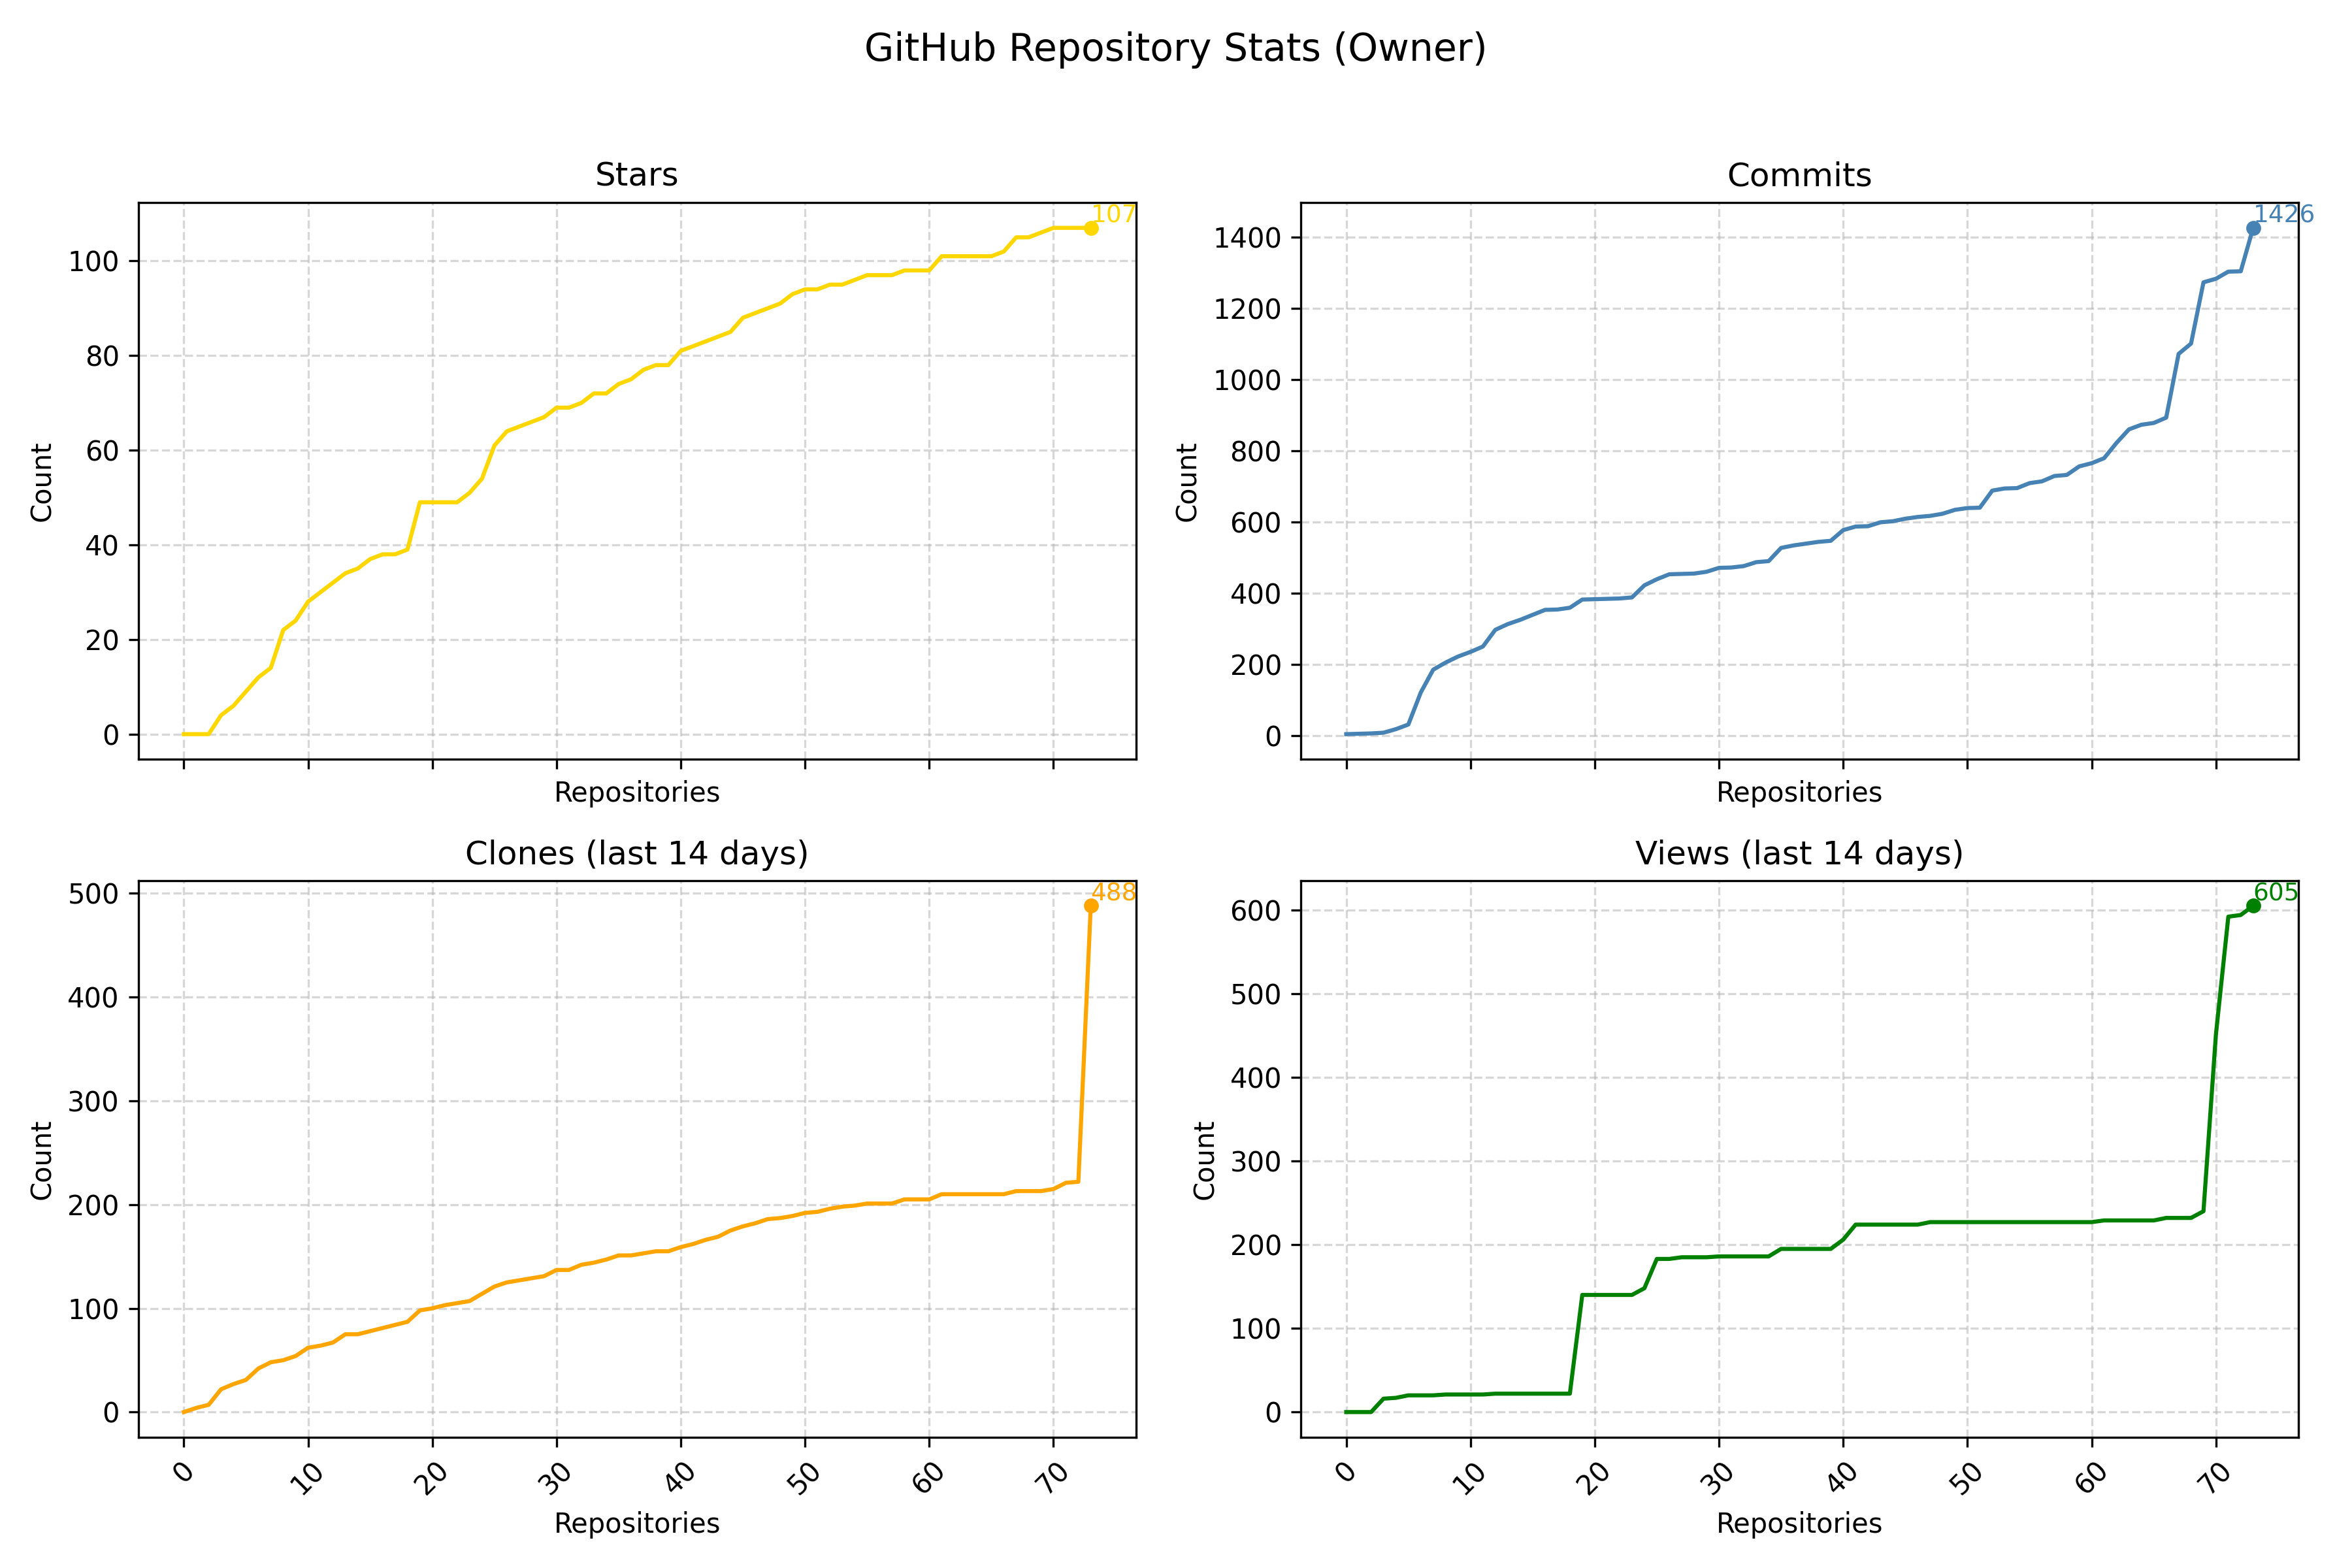 GitHub Repository Stats (Owner)
Stars
107
100
80
60
40
20
0
Count
Repositories
Commits
1426
1400
1200
1000
800
600
400
200
0
Count
Repositories
Clones (last 14 days)
488
500
400
300
200
100
0
Count
0 10 20 30 40 50 60 70
Repositories
Views (last 14 days)
605
600
500
400
300
200
100
0
Count
0 10 20 30 40 50 60 70
Repositories